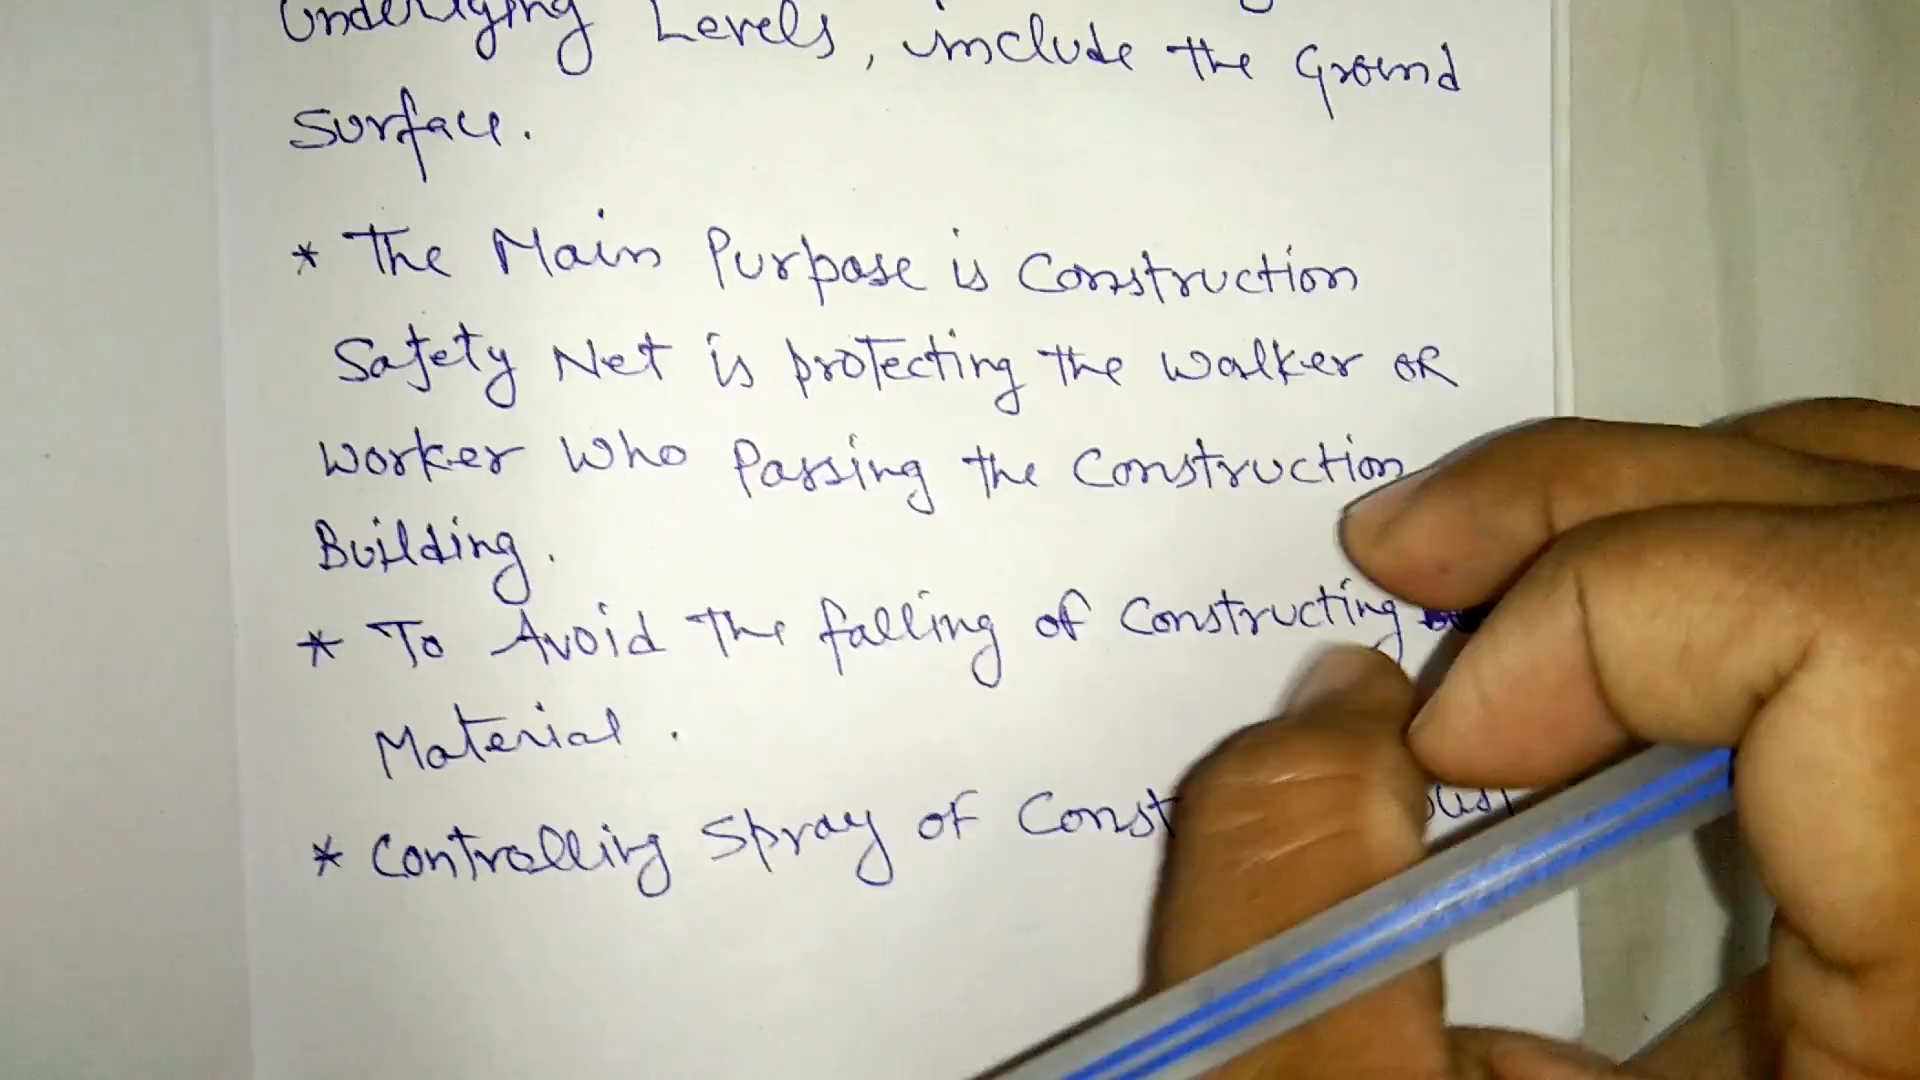 Underlying Levels, include the Ground
Surface.
* The Main Purpose is Construction
Safety Net is protecting the Walker OR
Worker Who Passing the Construction
Building.
* To Avoid The falling of Constructing
Material.
* Controlling Spray of